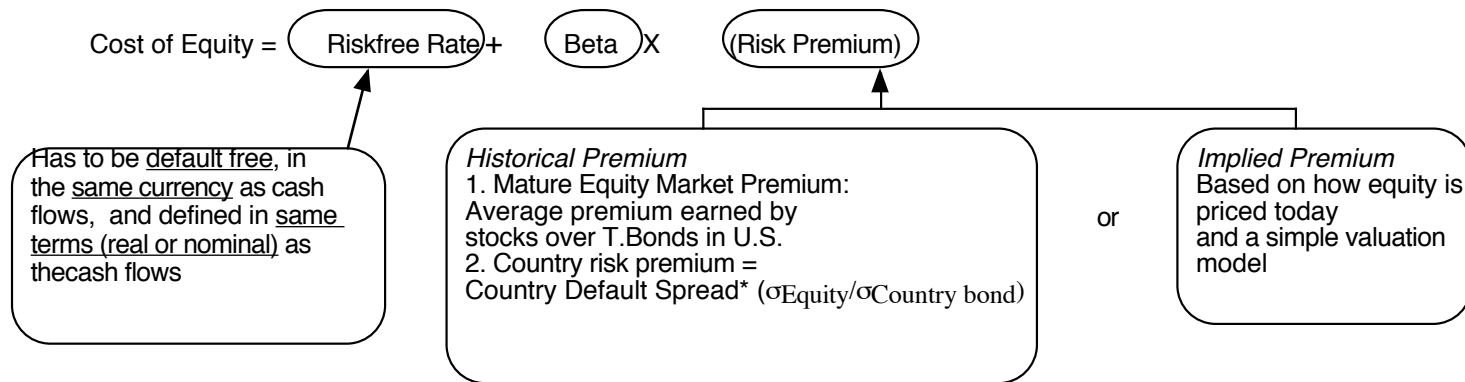 Cost of Equity = Riskfree Rate + Beta X (Risk Premium)
Has to be default free, in
the same currency as cash
flows, and defined in same
terms (real or nominal) as
thecash flows
Historical Premium
1. Mature Equity Market Premium:
Average premium earned by
stocks over T.Bonds in U.S.
2. Country risk premium =
Country Default Spread* (σEquity/σCountry bond)
or
Implied Premium
Based on how equity is
priced today
and a simple valuation
model